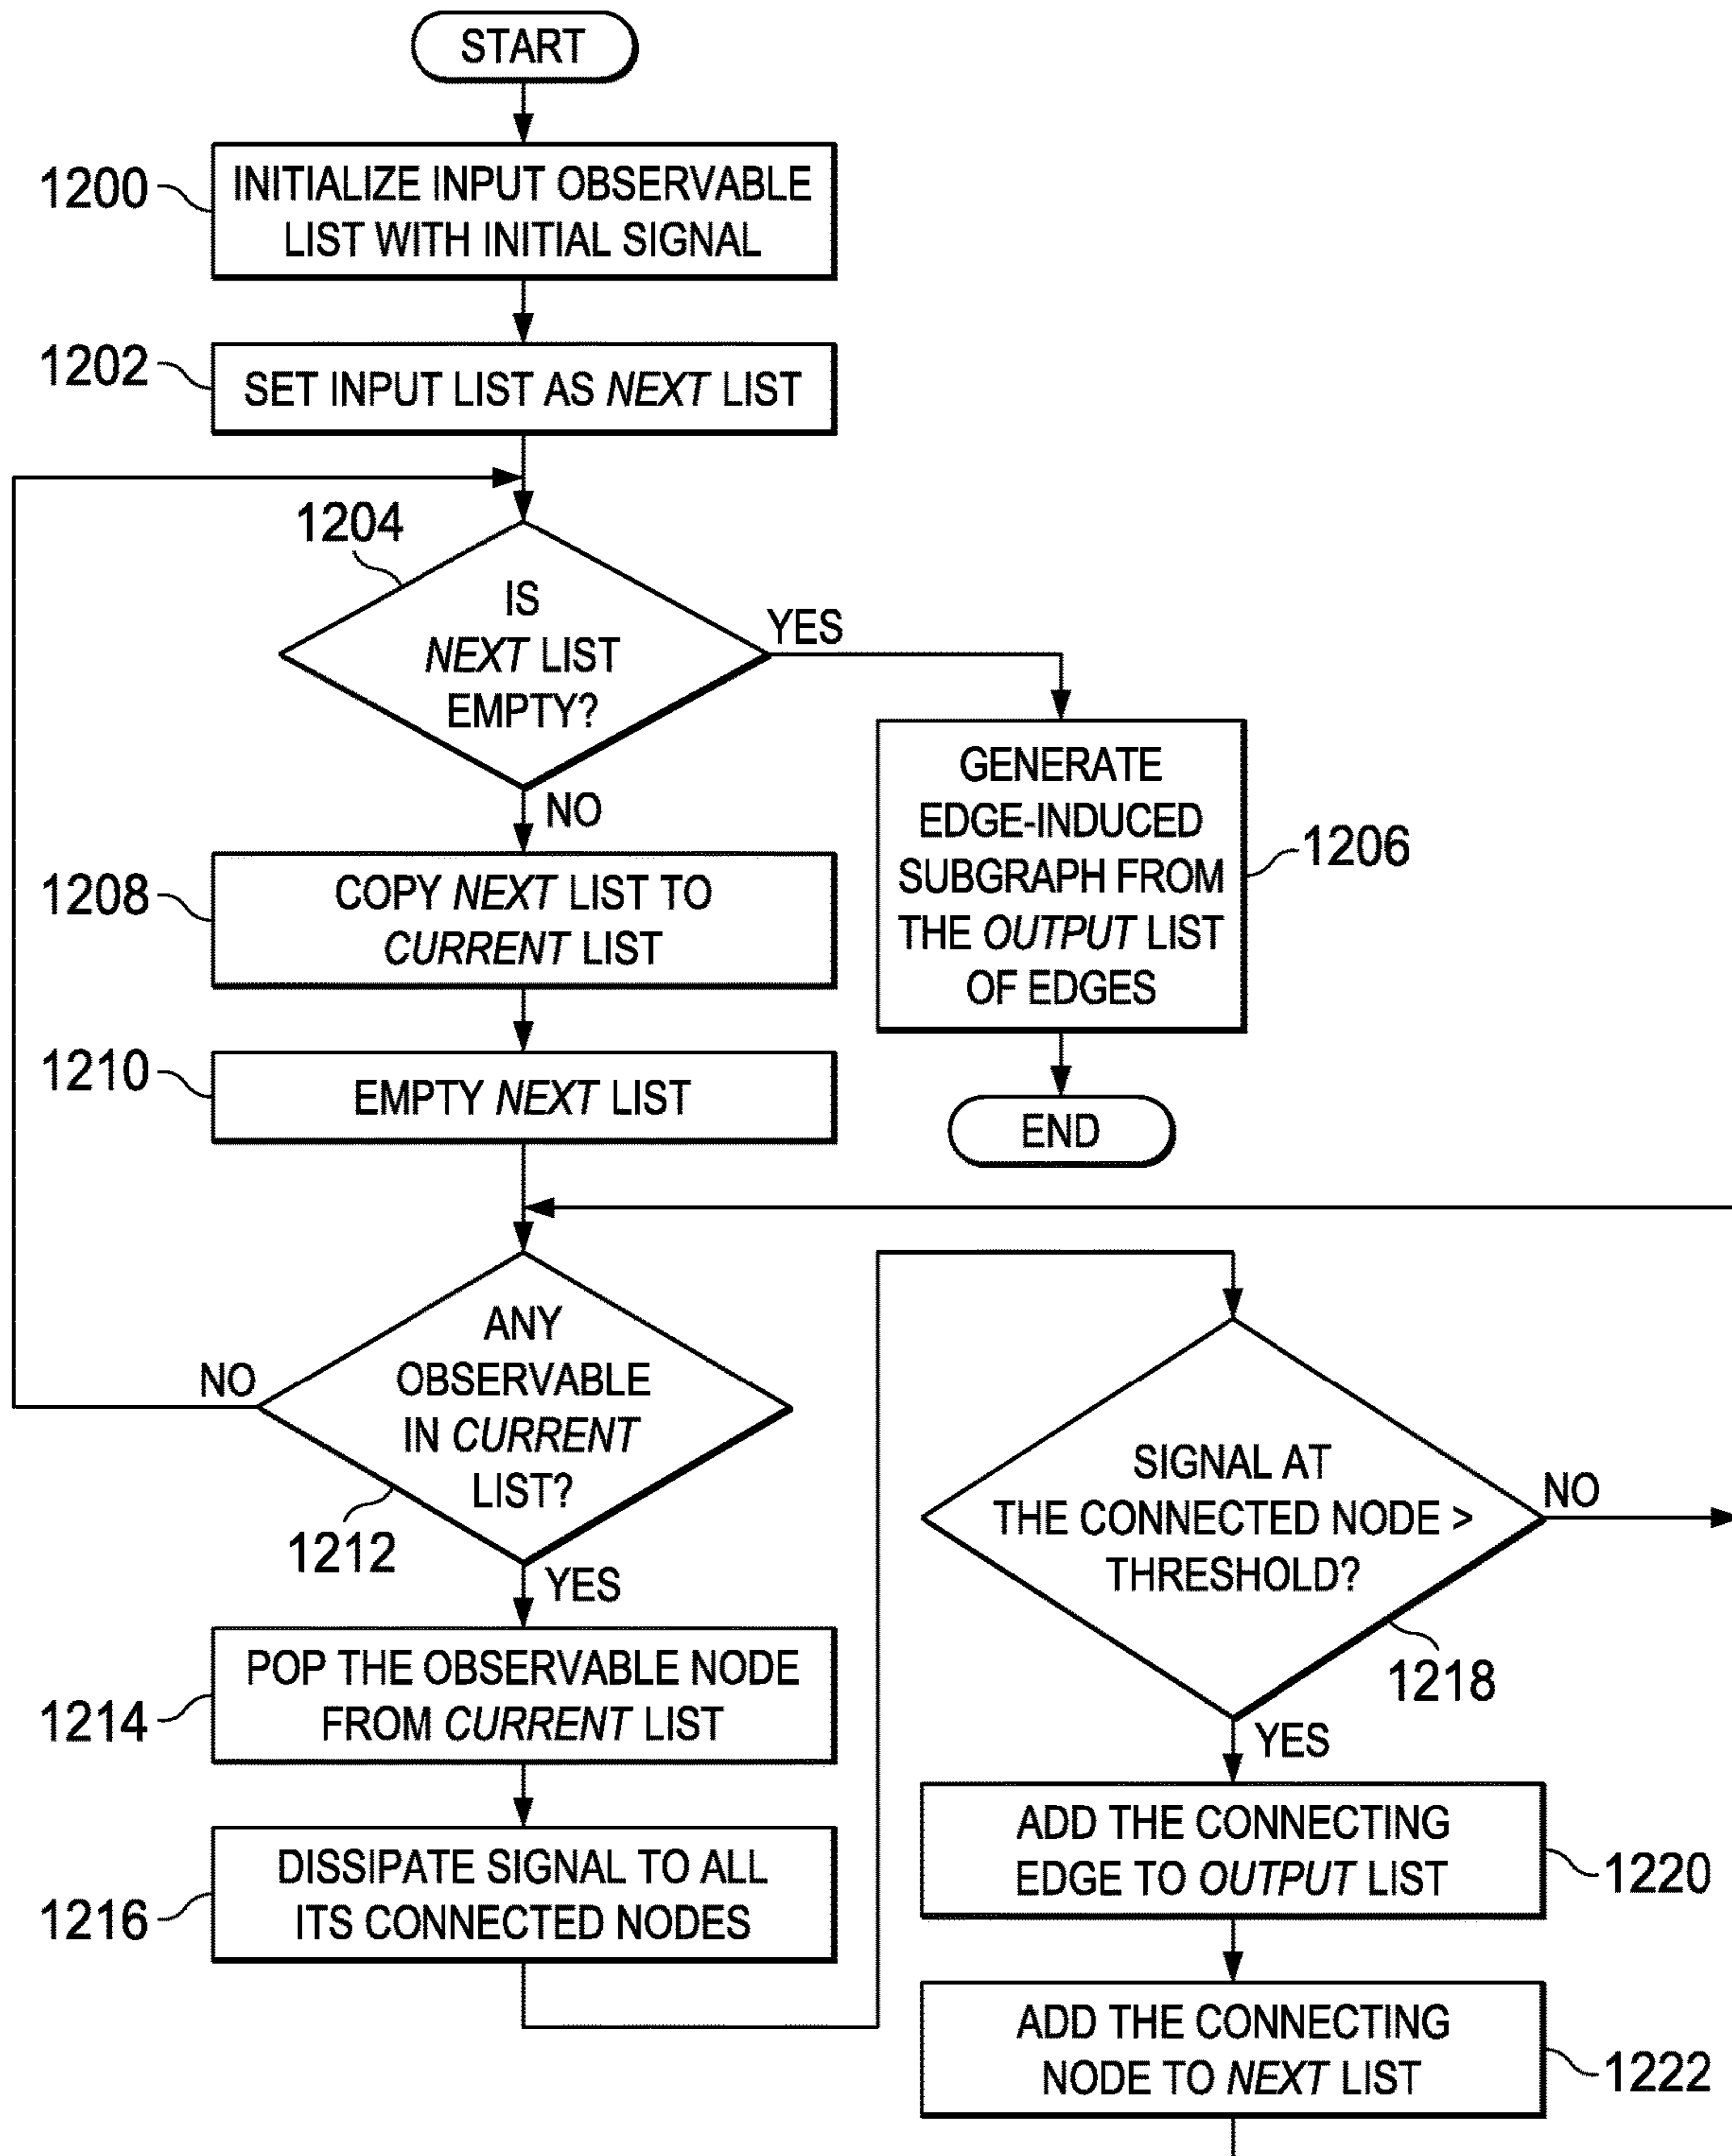 START
1200
INITIALIZE INPUT OBSERVABLE
LIST WITH INITIAL SIGNAL
1202
SET INPUT LIST AS NEXT LIST
1204
IS
NEXT LIST
EMPTY?
YES
NO
GENERATE
EDGE-INDUCED
SUBGRAPH FROM
THE OUTPUT LIST
OF EDGES
1206
END
1208
COPY NEXT LIST TO
CURRENT LIST
1210
EMPTY NEXT LIST
ANY
OBSERVABLE
IN CURRENT
LIST?
NO
1212
YES
1214
POP THE OBSERVABLE NODE
FROM CURRENT LIST
1216
DISSIPATE SIGNAL TO ALL
ITS CONNECTED NODES
SIGNAL AT
THE CONNECTED NODE >
THRESHOLD?
NO
1218
YES
ADD THE CONNECTING
EDGE TO OUTPUT LIST
1220
ADD THE CONNECTING
NODE TO NEXT LIST
1222